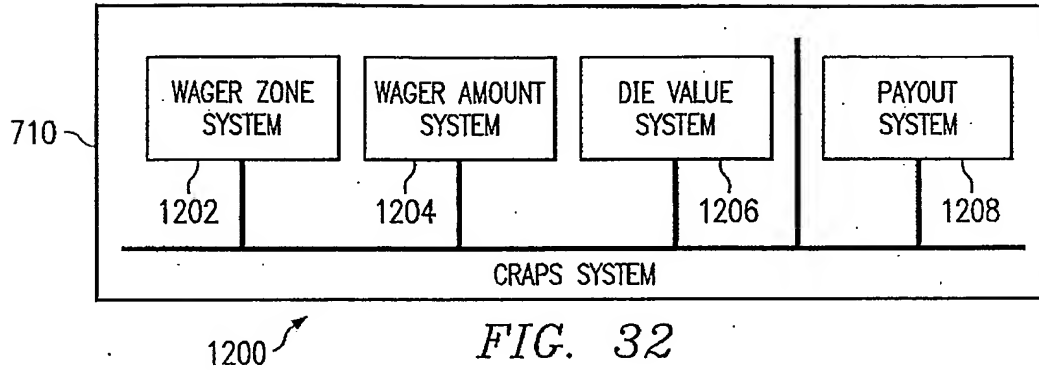 WAGER ZONE
SYSTEM
WAGER AMOUNT
SYSTEM
DIE VALUE
SYSTEM
PAYOUT
SYSTEM
710
1202
1204
1206
1208
CRAPS SYSTEM
1200
FIG. 32